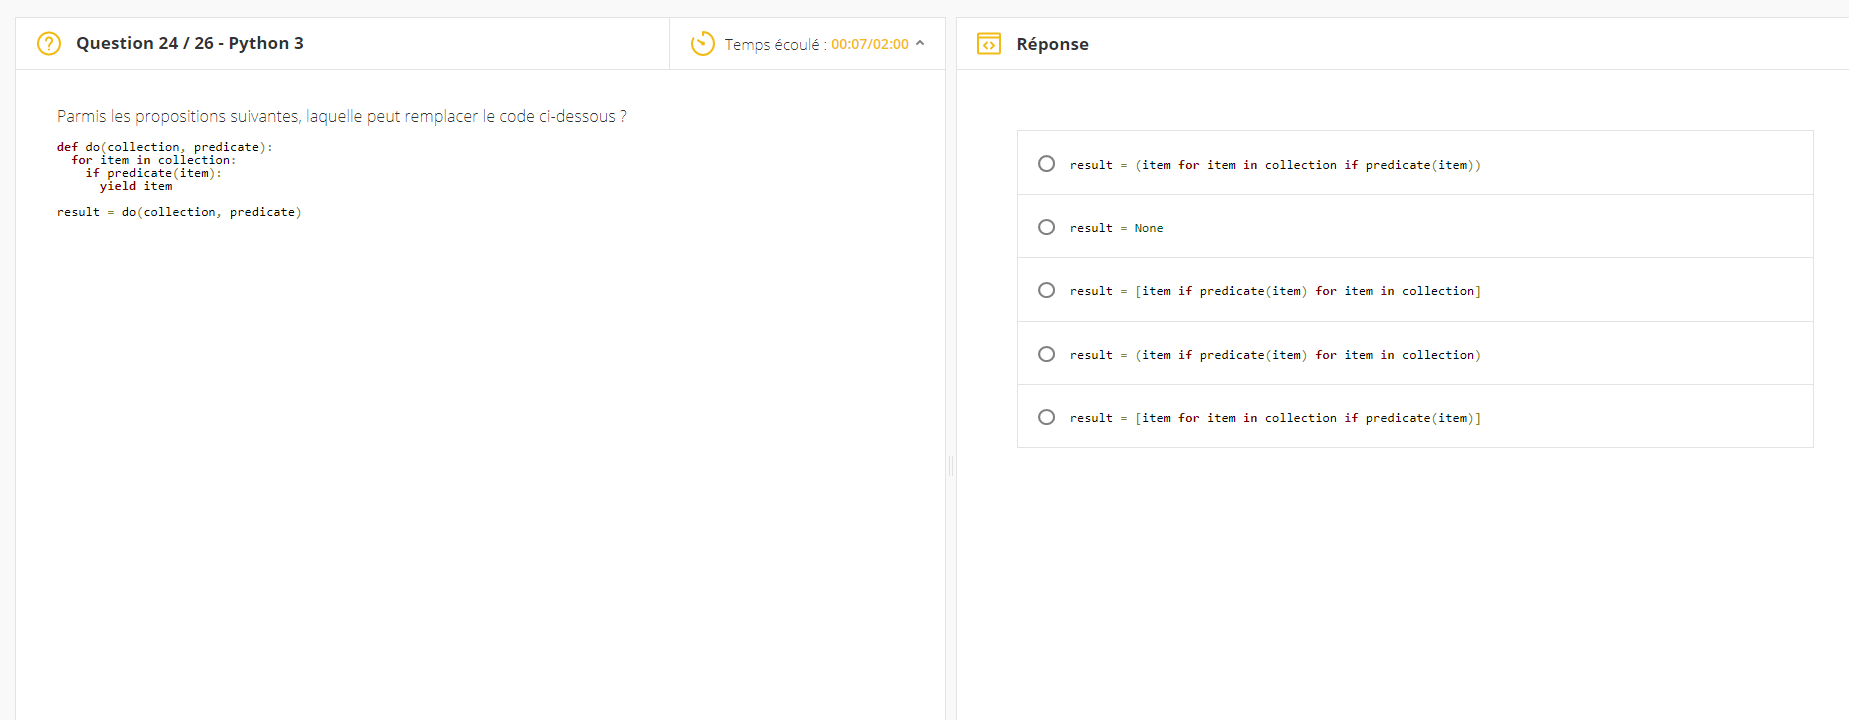 Question 24 / 26 - Python 3
Temps écoulé : 00:07/02:00
Parmis les propositions suivantes, laquelle peut remplacer le code ci-dessous ?
def do(collection, predicate):
  for item in collection:
    if predicate(item):
      yield item
result = do(collection, predicate)
Réponse
result = (item for item in collection if predicate(item))
result = None
result = [item if predicate(item) for item in collection]
result = (item if predicate(item) for item in collection)
result = [item for item in collection if predicate(item)]